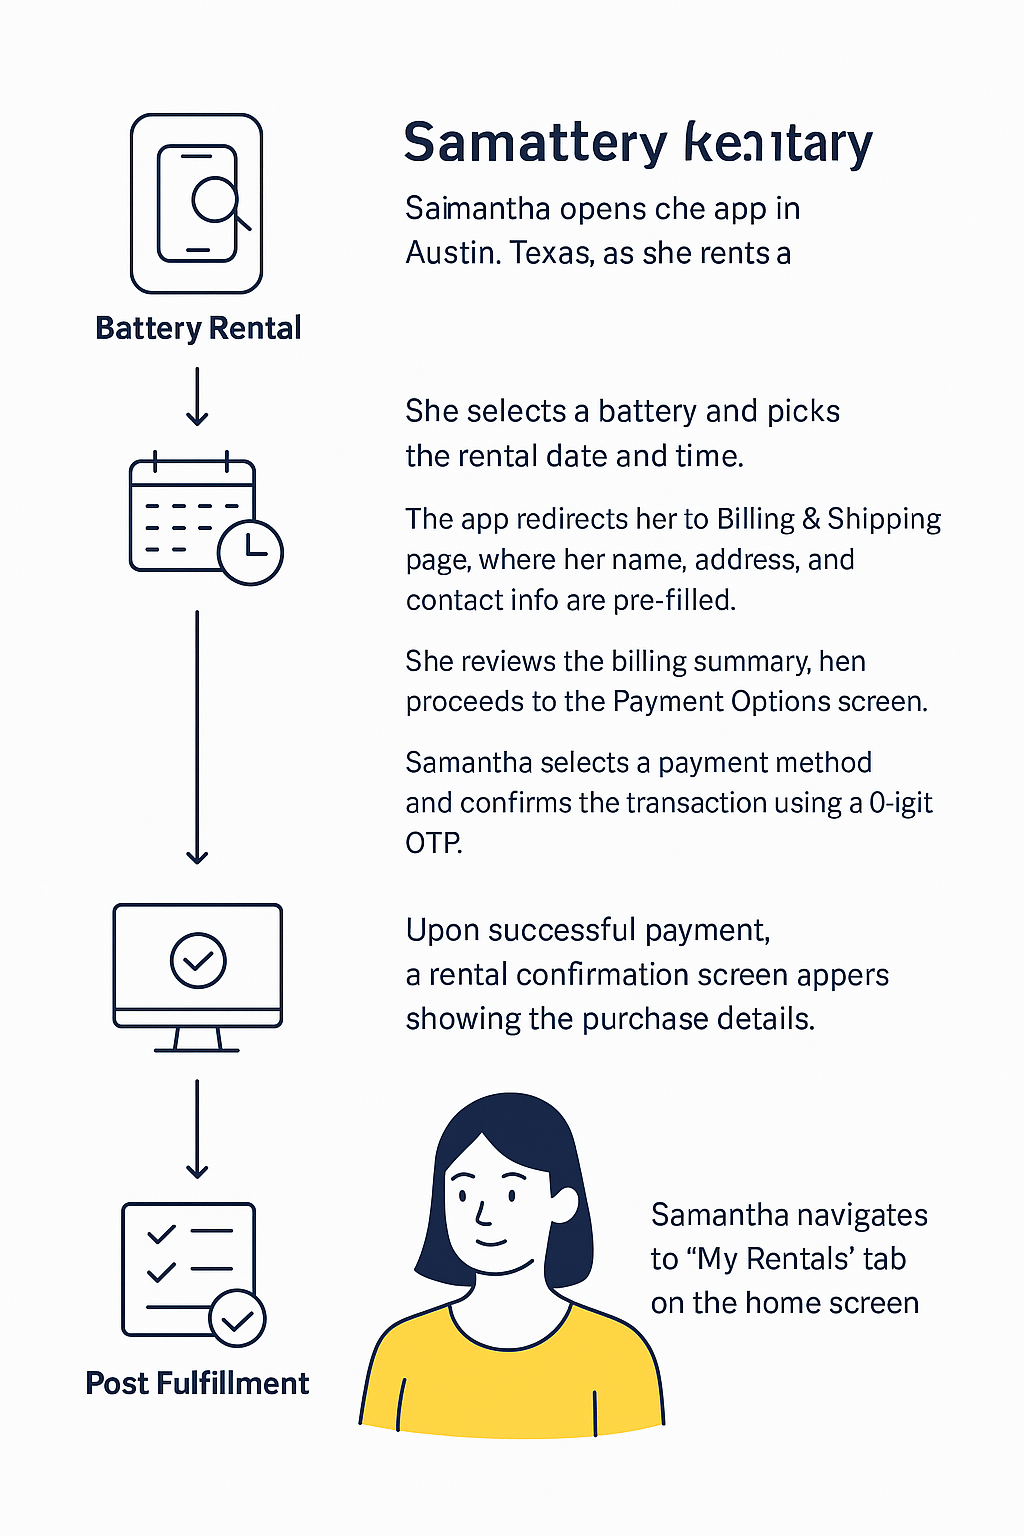 Samattery
Saimantha opens che app in
Austin. Texas, as she rents a
Battery Rental
She selects a battery and picks
the rental date and time.
The app redirects her to Billing & Shipping
page, where her name, address, and
contact info are pre-filled.
She reviews the billing summary, hen
proceeds to the Payment Options screen.
Samantha selects a payment method
and confirms the transaction using a 0-igit
OTP.
Upon successful payment,
a rental confirmation screen appers
showing the purchase details.
Samantha navigates
to “My Rentals’ tab
on the home screen
Post Fulfillment